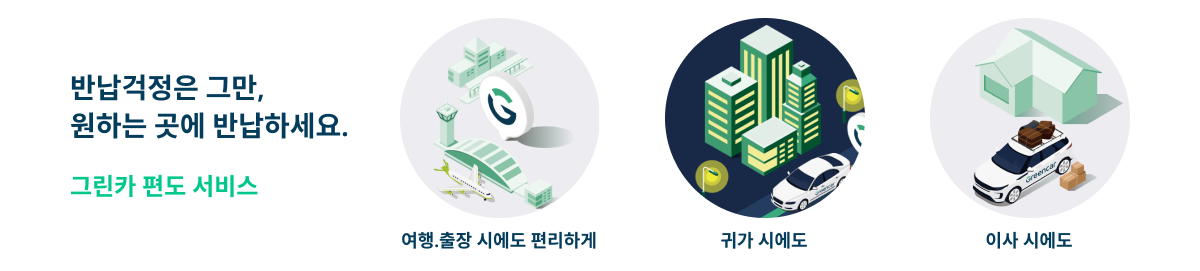 반납걱정은 그만,
원하는 곳에 반납하세요.
그린카 편도 서비스
Greencar
Greencar
여행.출장 시에도 편리하게
귀가 시에도
이사 시에도